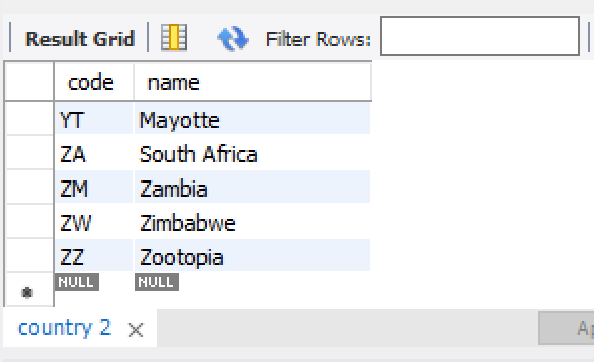 Result Grid Filter Rows:
code name
YT Mayotte
ZA South Africa
ZM Zambia
ZW Zimbabwe
ZZ Zootopia
NULL NULL
country 2